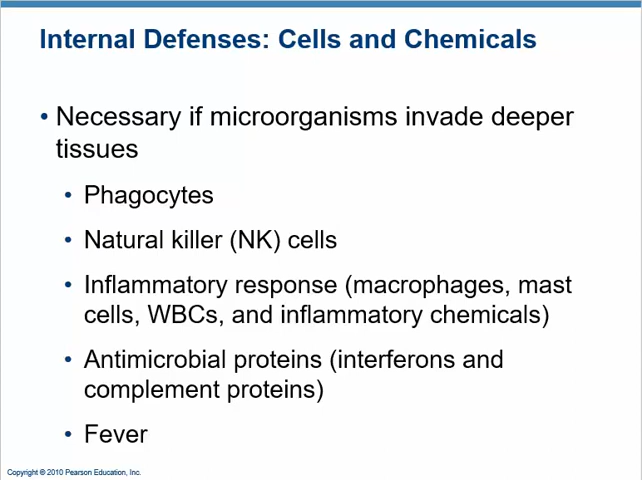 Internal Defenses: Cells and Chemicals
• Necessary if microorganisms invade deeper
tissues
• Phagocytes
• Natural killer (NK) cells
• Inflammatory response (macrophages, mast
cells, WBCs, and inflammatory chemicals)
• Antimicrobial proteins (interferons and
complement proteins)
• Fever
Copyright © 2010 Pearson Education, Inc.